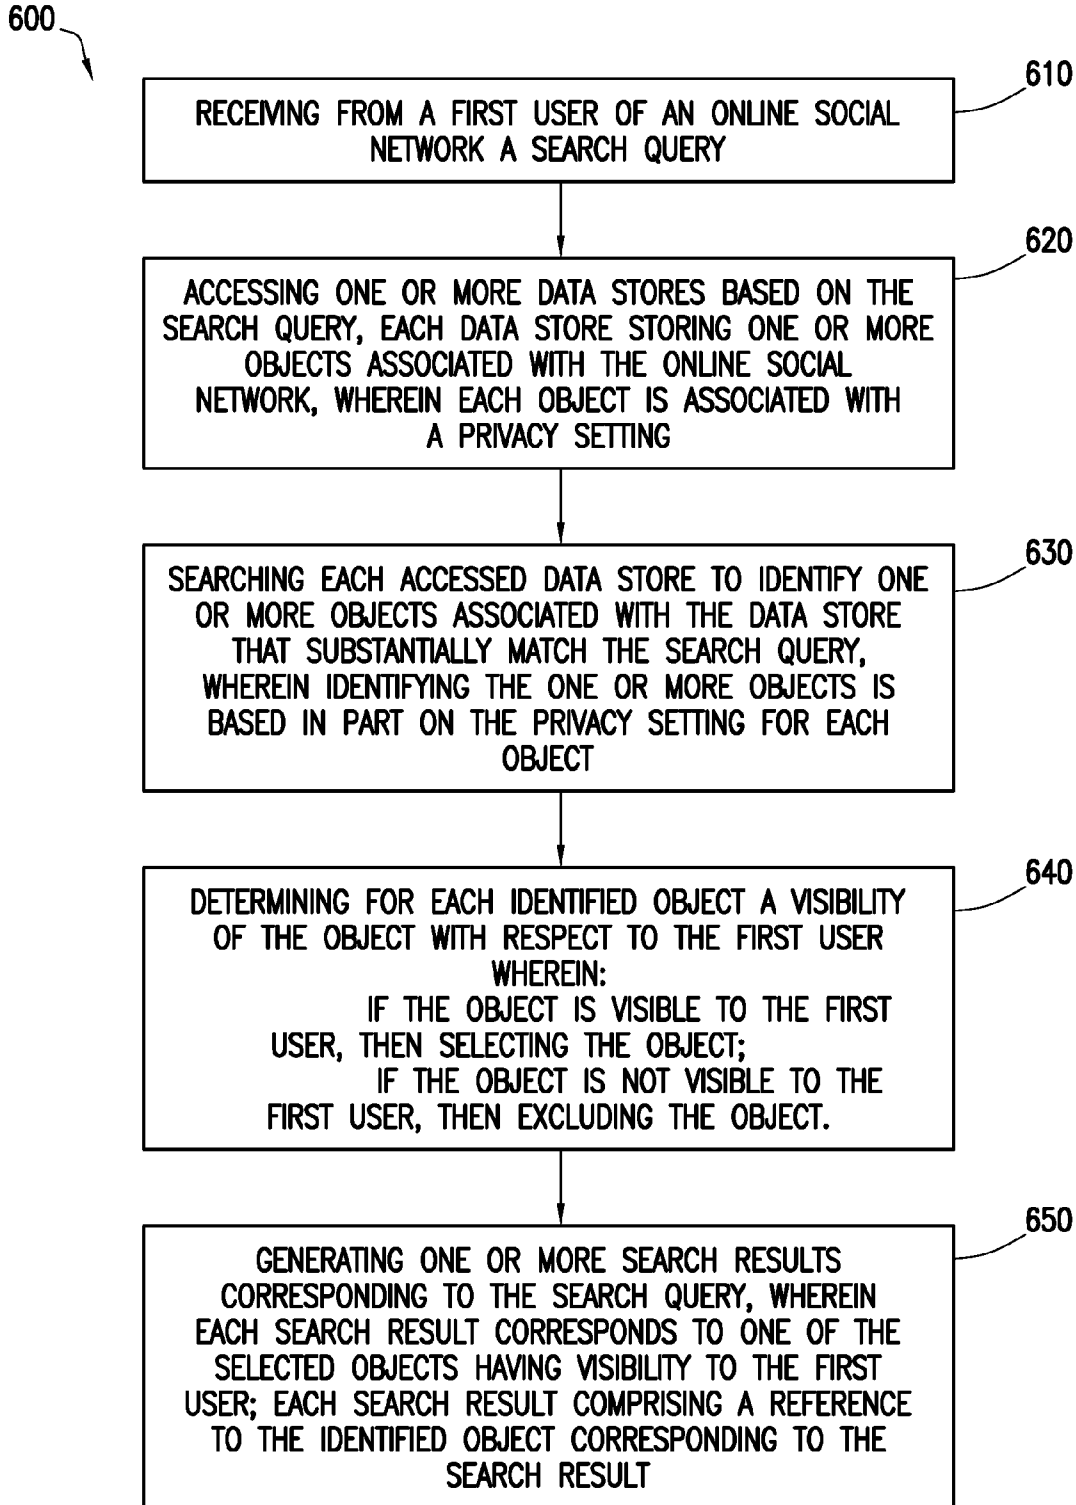 600
610
RECEIVING FROM A FIRST USER OF AN ONLINE SOCIAL
NETWORK A SEARCH QUERY
620
ACCESSING ONE OR MORE DATA STORES BASED ON THE
SEARCH QUERY, EACH DATA STORE STORING ONE OR MORE
OBJECTS ASSOCIATED WITH THE ONLINE SOCIAL
NETWORK, WHEREIN EACH OBJECT IS ASSOCIATED WITH
A PRIVACY SETTING
630
SEARCHING EACH ACCESSED DATA STORE TO IDENTIFY ONE
OR MORE OBJECTS ASSOCIATED WITH THE DATA STORE
THAT SUBSTANTIALLY MATCH THE SEARCH QUERY,
WHEREIN IDENTIFYING THE ONE OR MORE OBJECTS IS
BASED IN PART ON THE PRIVACY SETTING FOR EACH
OBJECT
640
DETERMINING FOR EACH IDENTIFIED OBJECT A VISIBILITY
OF THE OBJECT WITH RESPECT TO THE FIRST USER
WHEREIN:
IF THE OBJECT IS VISIBLE TO THE FIRST
USER, THEN SELECTING THE OBJECT;
IF THE OBJECT IS NOT VISIBLE TO THE
FIRST USER, THEN EXCLUDING THE OBJECT.
650
GENERATING ONE OR MORE SEARCH RESULTS
CORRESPONDING TO THE SEARCH QUERY, WHEREIN
EACH SEARCH RESULT CORRESPONDS TO ONE OF THE
SELECTED OBJECTS HAVING VISIBILITY TO THE FIRST
USER; EACH SEARCH RESULT COMPRISING A REFERENCE
TO THE IDENTIFIED OBJECT CORRESPONDING TO THE
SEARCH RESULT